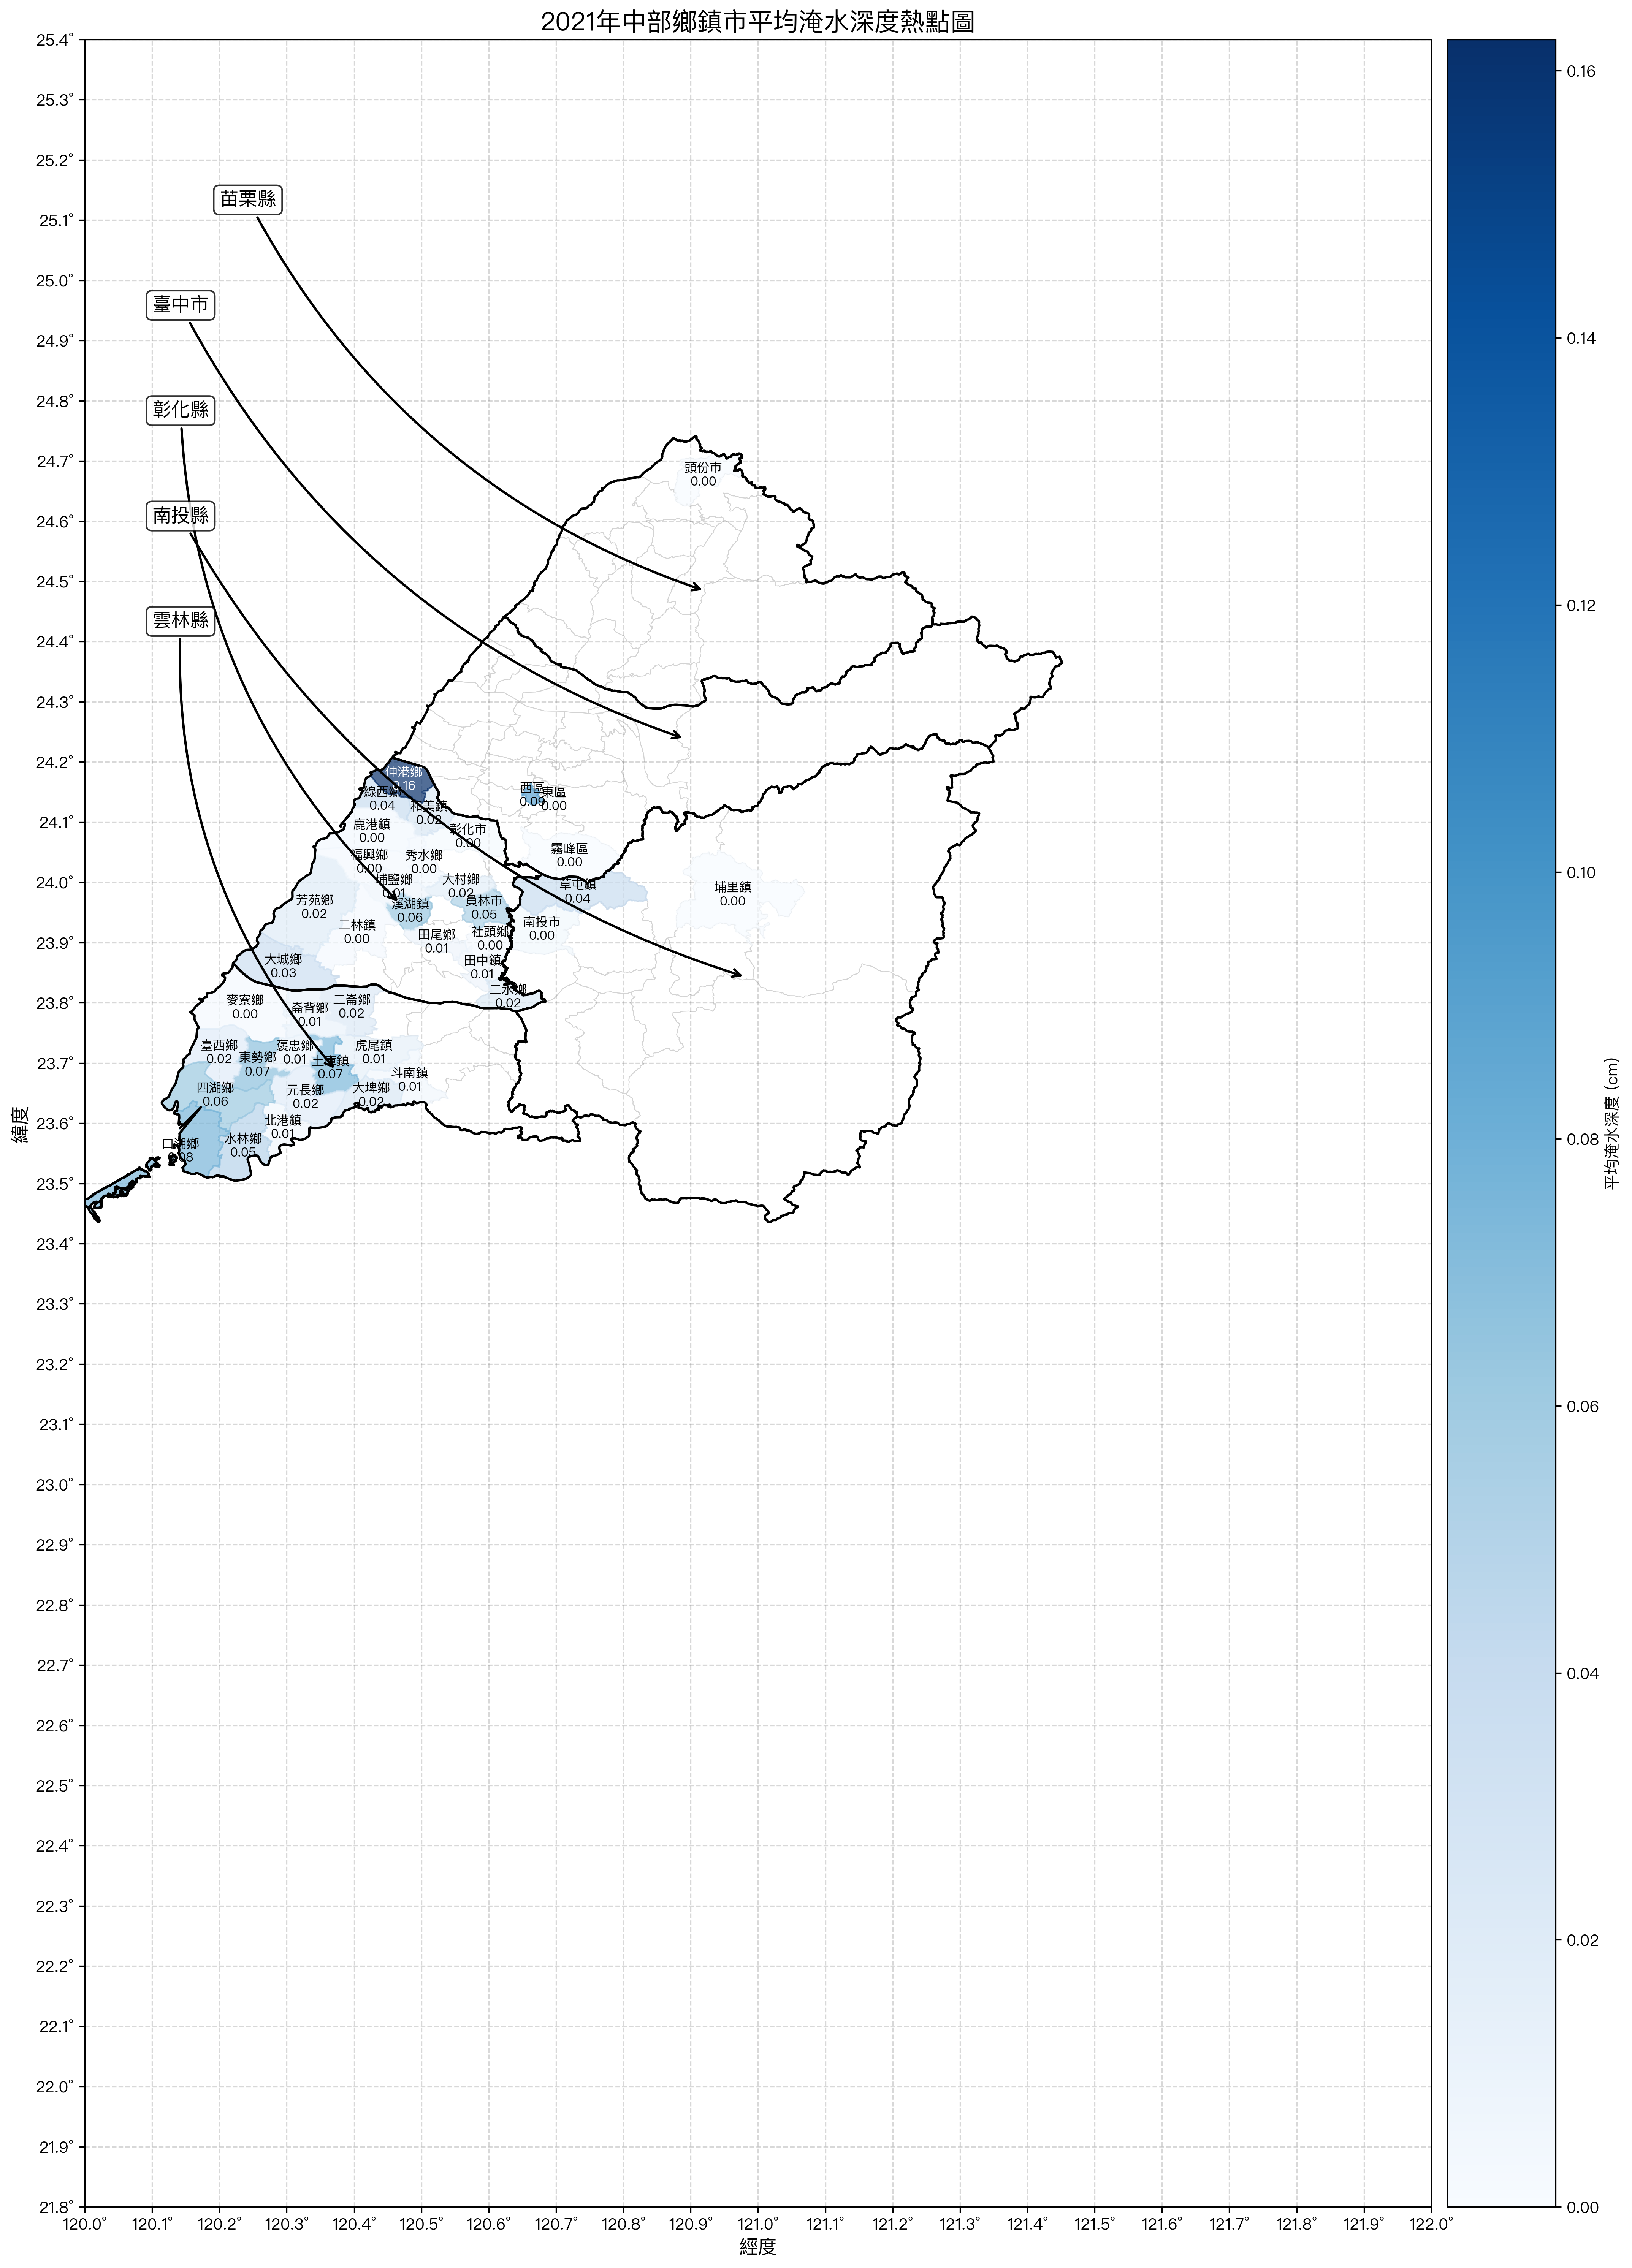 2021年中部鄉鎮市平均淹水深度熱點圖
25.4°
25.3°
25.2°
25.1°
25.0°
24.9°
24.8°
24.7°
24.6°
24.5°
24.4°
24.3°
24.2°
24.1°
24.0°
23.9°
23.8°
23.7°
23.6°
23.5°
23.4°
23.3°
23.2°
23.1°
23.0°
22.9°
22.8°
22.7°
22.6°
22.5°
22.4°
22.3°
22.2°
22.1°
22.0°
21.9°
21.8°
緯度
苗栗縣
臺中市
彰化縣
南投縣
雲林縣
頭份市
0.00
伸港鄉
0.16
線西鄉
0.04
和美鎮
0.02
西區
0.09
東區
0.00
鹿港鎮
0.00
彰化市
0.00
福興鄉
0.00
秀水鄉
0.00
霧峰區
0.00
埔鹽鄉
0.01
大村鄉
0.02
草屯鎮
0.04
埔里鎮
0.00
芳苑鄉
0.02
溪湖鎮
0.06
員林市
0.05
二林鎮
0.00
田尾鄉
0.01
社頭鄉
0.00
南投市
0.00
大城鄉
0.03
田中鎮
0.01
二水鄉
0.02
麥寮鄉
0.00
崙背鄉
0.01
二崙鄉
0.02
臺西鄉
0.02
東勢鄉
0.07
褒忠鄉
0.01
土庫鎮
0.07
虎尾鎮
0.01
四湖鄉
0.06
元長鄉
0.02
大埤鄉
0.02
斗南鎮
0.01
口湖鄉
0.08
水林鄉
0.05
北港鎮
0.01
120.0°
120.1°
120.2°
120.3°
120.4°
120.5°
120.6°
120.7°
120.8°
120.9°
121.0°
121.1°
121.2°
121.3°
121.4°
121.5°
121.6°
121.7°
121.8°
121.9°
122.0°
經度
0.16
0.14
0.12
0.10
0.08
0.06
0.04
0.02
0.00
平均淹水深度 (cm)